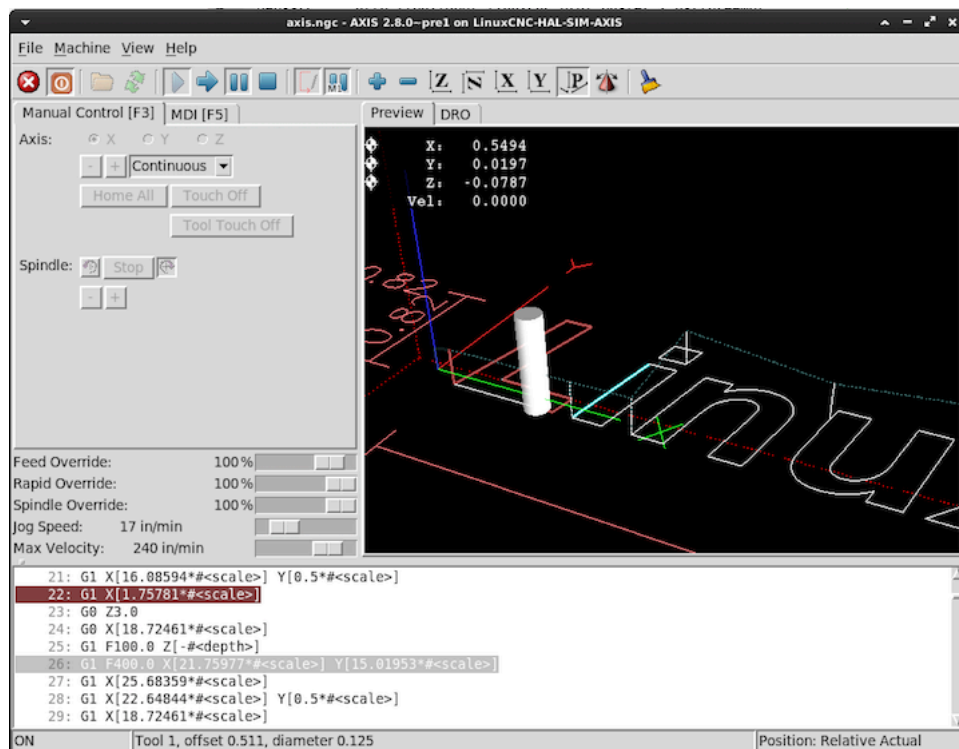 axis.ngc - AXIS 2.8.0~pre1 on LinuxCNC-HAL-SIM-AXIS
File Machine View Help
Z N X Y P
Manual Control [F3] MDI [F5]
Preview DRO
Axis: X Y Z
- + Continuous
Home All Touch Off
Tool Touch Off
Spindle: Stop
- +
X: 0.5494
Y: 0.0197
Z: -0.0787
Vel: 0.0000
Y
X
Linu
Feed Override: 100%
Rapid Override: 100%
Spindle Override: 100%
Jog Speed: 17 in/min
Max Velocity: 240 in/min
21: G1 X[16.08594*#<scale>] Y[0.5*#<scale>]
22: G1 X[1.75781*#<scale>]
23: G0 Z3.0
24: G0 X[18.72461*#<scale>]
25: G1 F100.0 Z[-#<depth>]
26: G1 F400.0 X[21.75977*#<scale>] Y[15.01953*#<scale>]
27: G1 X[25.68359*#<scale>]
28: G1 X[22.64844*#<scale>] Y[0.5*#<scale>]
29: G1 X[18.72461*#<scale>]
ON Tool 1, offset 0.511, diameter 0.125 Position: Relative Actual